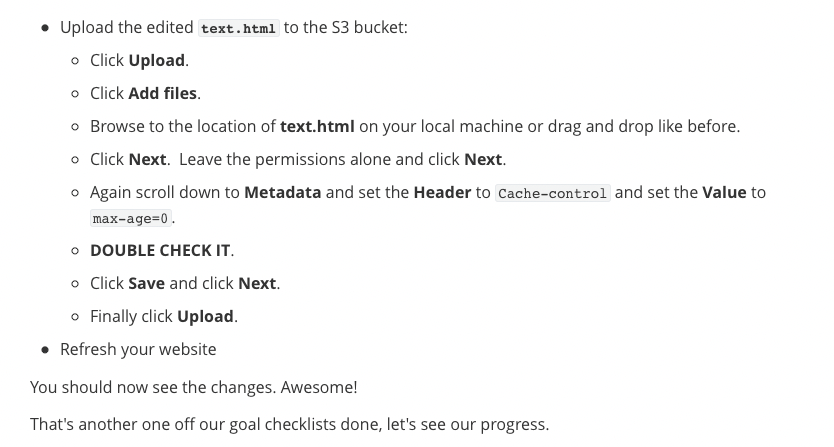 Upload the edited text.html to the S3 bucket:
Click Upload.
Click Add files.
Browse to the location of text.html on your local machine or drag and drop like before.
Click Next.  Leave the permissions alone and click Next.
Again scroll down to Metadata and set the Header to Cache-control and set the Value to
max-age=0.
DOUBLE CHECK IT.
Click Save and click Next.
Finally click Upload.
Refresh your website
You should now see the changes. Awesome!
That's another one off our goal checklists done, let's see our progress.